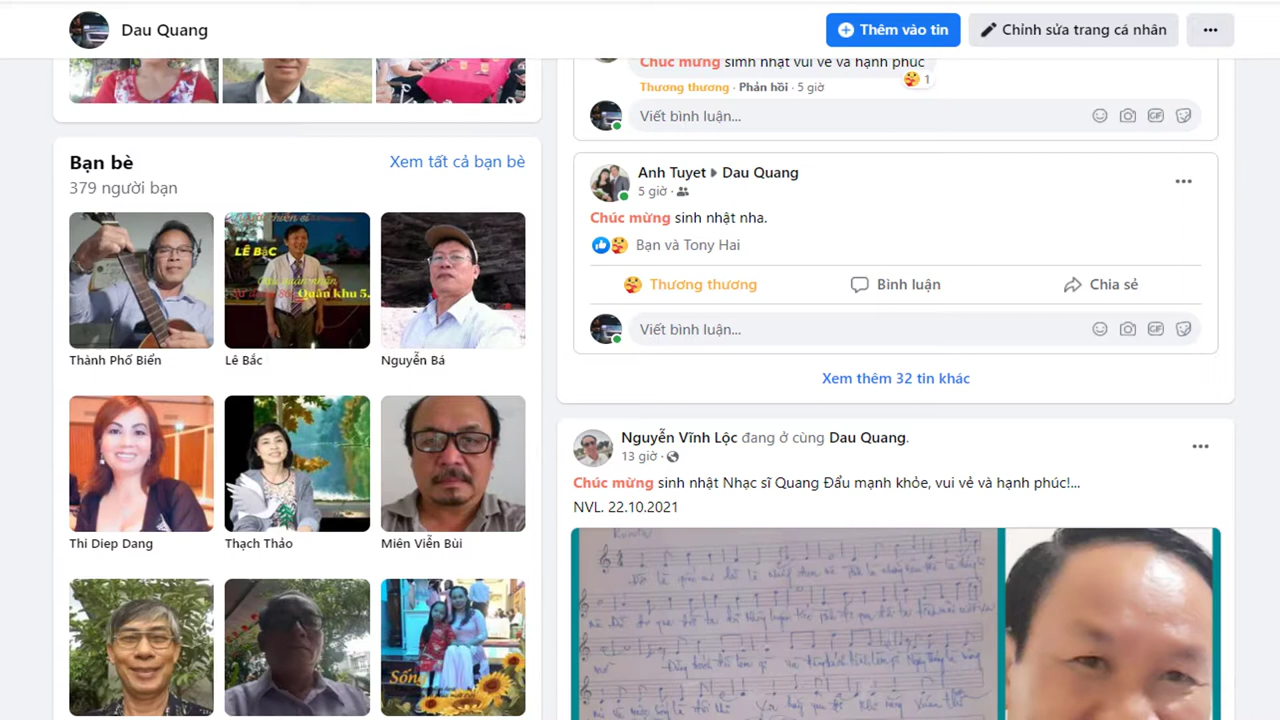 Dau Quang
Thêm vào tin
Chỉnh sửa trang cá nhân
Bạn bè
Xem tất cả bạn bè
379 người bạn
LÊ BẮC
Quân khu 5.
Thành Phố Biển
Lê Bắc
Nguyễn Bá
Thi Diep Dang
Thạch Thảo
Miên Viễn Bùi
Sống
Chúc mừng sinh nhật vui vẻ và hạnh phúc
1
Thương thương · Phản hồi · 5 giờ
Viết bình luận...
GIF
Anh Tuyet Dau Quang
5 giờ ·
Chúc mừng sinh nhật nha.
Bạn và Tony Hai
Thương thương
Bình luận
Chia sẻ
Viết bình luận...
GIF
Xem thêm 32 tin khác
Nguyễn Vĩnh Lộc đang ở cùng Dau Quang.
13 giờ ·
Chúc mừng sinh nhật Nhạc sĩ Quang Đẩu mạnh khỏe, vui vẻ và hạnh phúc!...
NVL. 22.10.2021